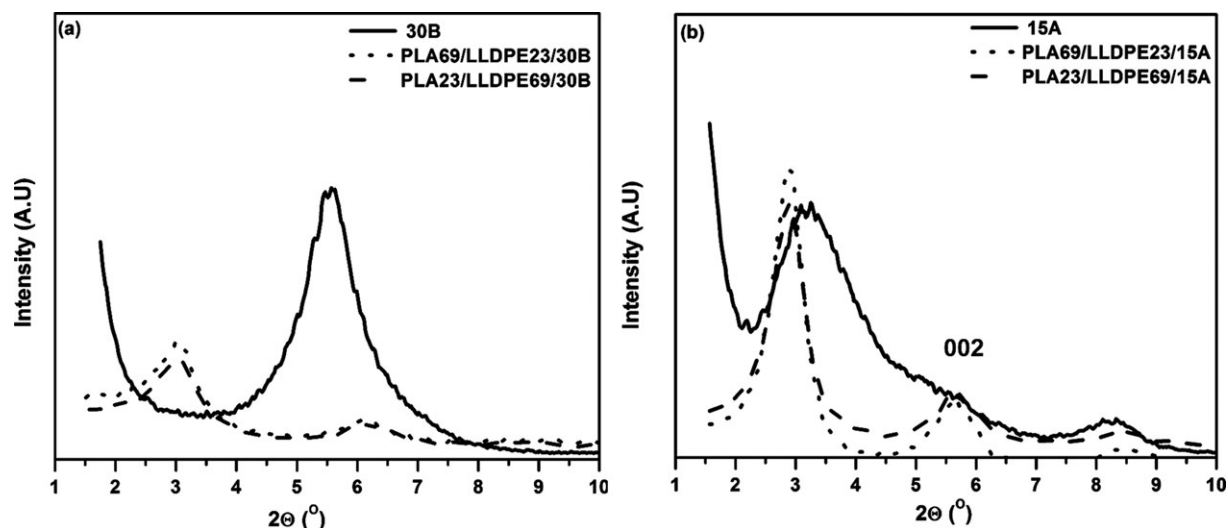 (a)
30B
PLA69/LLDPE23/30B
PLA23/LLDPE69/30B
Intensity (A.U)
1 2 3 4 5 6 7 8 9 10
2Θ (°)
(b)
15A
PLA69/LLDPE23/15A
PLA23/LLDPE69/15A
002
Intensity (A.U)
1 2 3 4 5 6 7 8 9 10
2Θ (°)